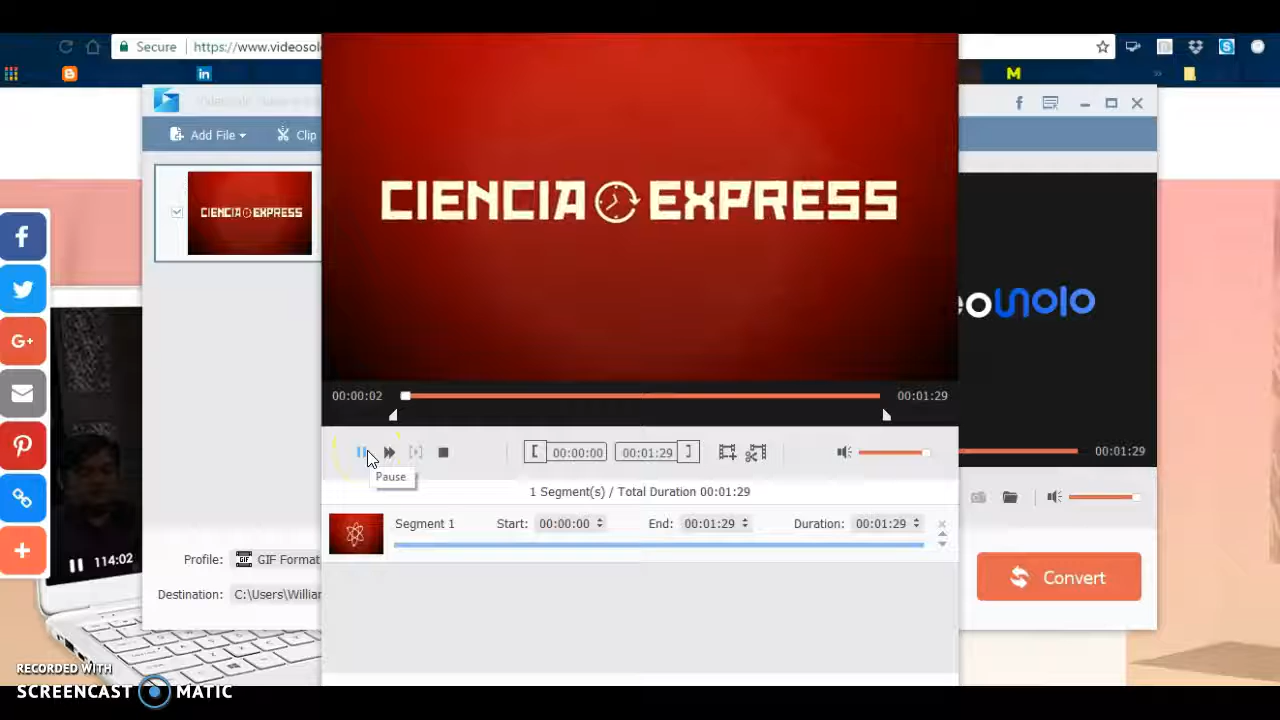 Secure https://www.videosol
M
Add File
Clip
CIENCIA EXPRESS
CIENCIA EXPRESS
eosolo
00:00:02
00:01:29
00:00:00
00:01:29
00:01:29
Pause
1 Segment(s) / Total Duration 00:01:29
Segment 1 Start: 00:00:00 End: 00:01:29 Duration: 00:01:29
114:02
Profile: GIF Format
Destination: C:\Users\William
Convert
RECORDED WITH
SCREENCAST MATIC